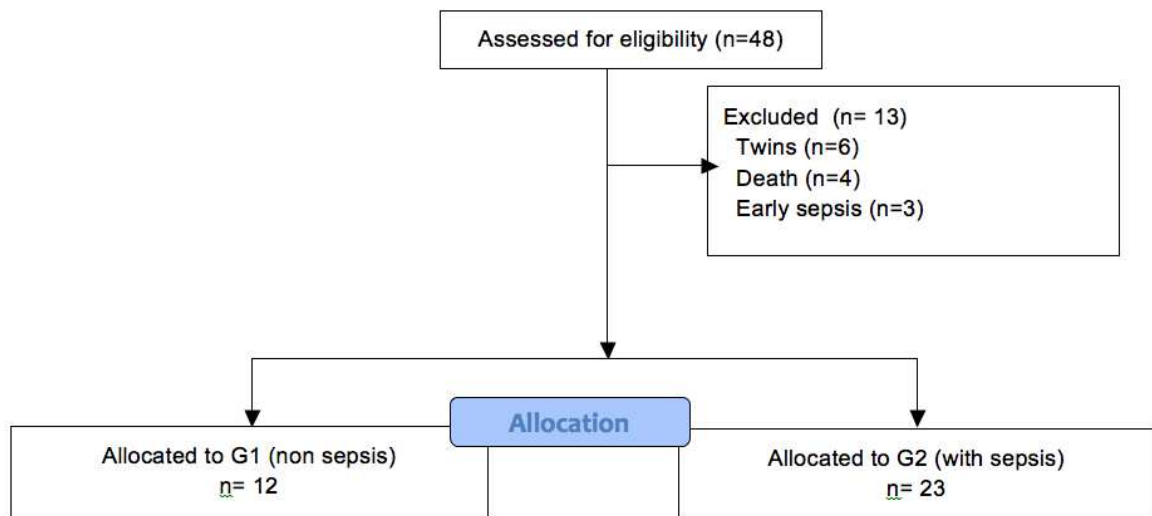 Assessed for eligibility (n=48)
Excluded  (n= 13)
Twins (n=6)
Death (n=4)
Early sepsis (n=3)
Allocation
Allocated to G1 (non sepsis)
n= 12
Allocated to G2 (with sepsis)
n= 23